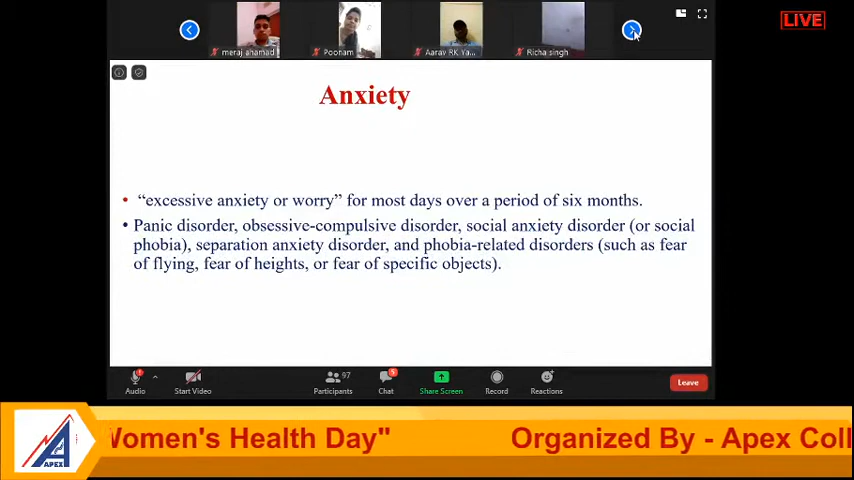 LIVE
meraj ahamad
Poonam
Aarav RK Ya...
Richa singh
Anxiety
• “excessive anxiety or worry” for most days over a period of six months.
• Panic disorder, obsessive-compulsive disorder, social anxiety disorder (or social
phobia), separation anxiety disorder, and phobia-related disorders (such as fear
of flying, fear of heights, or fear of specific objects).
Audio
Start Video
97
Participants
5
Chat
Share Screen
Record
Reactions
Leave
APEX
Women's Health Day"
Organized By - Apex Coll